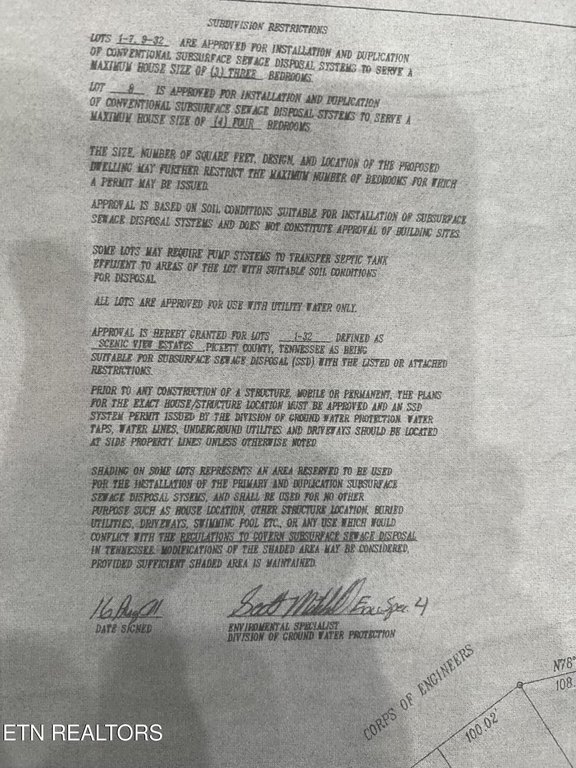 SUBDIVISION RESTRICTIONS
LOTS 1-7, 9-32 ARE APPROVED FOR INSTALLATION AND DUPLICATION
OF CONVENTIONAL SUBSURFACE SEWAGE DISPOSAL SYSTEMS TO SERVE A
MAXIMUM HOUSE SIZE OF (3) THREE BEDROOMS.
LOT 8 IS APPROVED FOR INSTALLATION AND DUPLICATION
OF CONVENTIONAL SUBSURFACE SEWAGE DISPOSAL SYSTEMS TO SERVE A
MAXIMUM HOUSE SIZE OF (4) FOUR BEDROOMS.
THE SIZE, NUMBER OF SQUARE FEET, DESIGN, AND LOCATION OF THE PROPOSED
DWELLING MAY FURTHER RESTRICT THE MAXIMUM NUMBER OF BEDROOMS FOR WHICH
A PERMIT MAY BE ISSUED.
APPROVAL IS BASED ON SOIL CONDITIONS SUITABLE FOR INSTALLATION OF SUBSURFACE
SEWAGE DISPOSAL SYSTEMS AND DOES NOT CONSTITUTE APPROVAL OF BUILDING SITES.
SOME LOTS MAY REQUIRE PUMP SYSTEMS TO TRANSFER SEPTIC TANK
EFFLUENT TO AREAS OF THE LOT WITH SUITABLE SOIL CONDITIONS
FOR DISPOSAL.
ALL LOTS ARE APPROVED FOR USE WITH UTILITY WATER ONLY.
APPROVAL IS HEREBY GRANTED FOR LOTS 1-32 DEFINED AS
SCENIC VIEW ESTATES, PICKETT COUNTY, TENNESSEE AS BEING
SUITABLE FOR SUBSURFACE SEWAGE DISPOSAL (SSD) WITH THE LISTED OR ATTACHED
RESTRICTIONS.
PRIOR TO ANY CONSTRUCTION OF A STRUCTURE, MOBILE OR PERMANENT, THE PLANS
FOR THE EXACT HOUSE/STRUCTURE LOCATION MUST BE APPROVED AND AN SSD
SYSTEM PERMIT ISSUED BY THE DIVISION OF GROUND WATER PROTECTION. WATER
TAPS, WATER LINES, UNDERGROUND UTILITES AND DRIVEWAYS SHOULD BE LOCATED
AT SIDE PROPERTY LINES UNLESS OTHERWISE NOTED
SHADING ON SOME LOTS REPRESENTS AN AREA RESERVED TO BE USED
FOR THE INSTALLATION OF THE PRIMARY AND DUPLICATION SUBSURFACE
SEWAGE DISPOSAL SYSEMS, AND SHALL BE USED FOR NO OTHER
PURPOSE SUCH AS HOUSE LOCATION, OTHER STRUCTURE LOCATION, BURIED
UTILITIES, DRIVEWAYS, SWIMMING POOL ETC., OR ANY USE WHICH WOULD
CONFLICT WITH THE REGULATIONS TO GOVERN SUBSURFACE SEWAGE DISPOSAL
IN TENNESSEE. MODIFICATIONS OF THE SHADED AREA MAY BE CONSIDERED,
PROVIDED SUFFICIENT SHADED AREA IS MAINTAINED.
DATE SIGNED
ENVIROMENTAL SPECIALIST
DIVISION OF GROUND WATER PROTECTION
CORPS OF ENGINEERS
100.02'
N76°
108.
ETN REALTORS